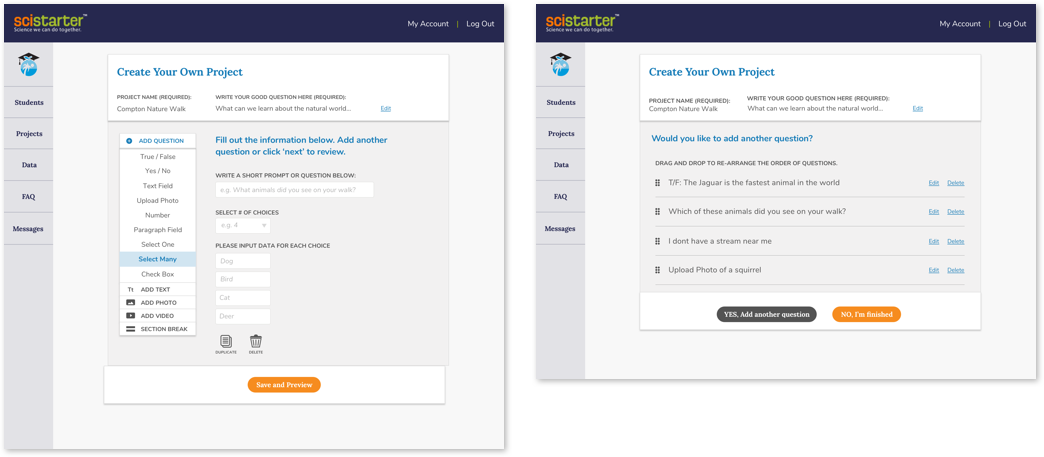 scistarter™
Science we can do together.
My Account | Log Out
Students
Projects
Data
FAQ
Messages
Create Your Own Project
PROJECT NAME (REQUIRED):
Compton Nature Walk
WRITE YOUR GOOD QUESTION HERE (REQUIRED):
What can we learn about the natural world...
Edit
ADD QUESTION
True / False
Yes / No
Text Field
Upload Photo
Number
Paragraph Field
Select One
Select Many
Check Box
Tt ADD TEXT
ADD PHOTO
ADD VIDEO
SECTION BREAK
Fill out the information below. Add another
question or click 'next' to review.
WRITE A SHORT PROMPT OR QUESTION BELOW:
e.g: What animals did you see on your walk?
SELECT # OF CHOICES
e.g. 4
PLEASE INPUT DATA FOR EACH CHOICE
Dog
Bird
Cat
Deer
DUPLICATE
DELETE
Save and Preview
scistarter™
Science we can do together.
My Account | Log Out
Students
Projects
Data
FAQ
Messages
Create Your Own Project
PROJECT NAME (REQUIRED):
Compton Nature Walk
WRITE YOUR GOOD QUESTION HERE (REQUIRED):
What can we learn about the natural world...
Edit
Would you like to add another question?
DRAG AND DROP TO RE-ARRANGE THE ORDER OF QUESTIONS.
T/F: The Jaguar is the fastest animal in the world Edit Delete
Which of these animals did you see on your walk? Edit Delete
I dont have a stream near me Edit Delete
Upload Photo of a squirrel Edit Delete
YES, Add another question
NO, I'm finished